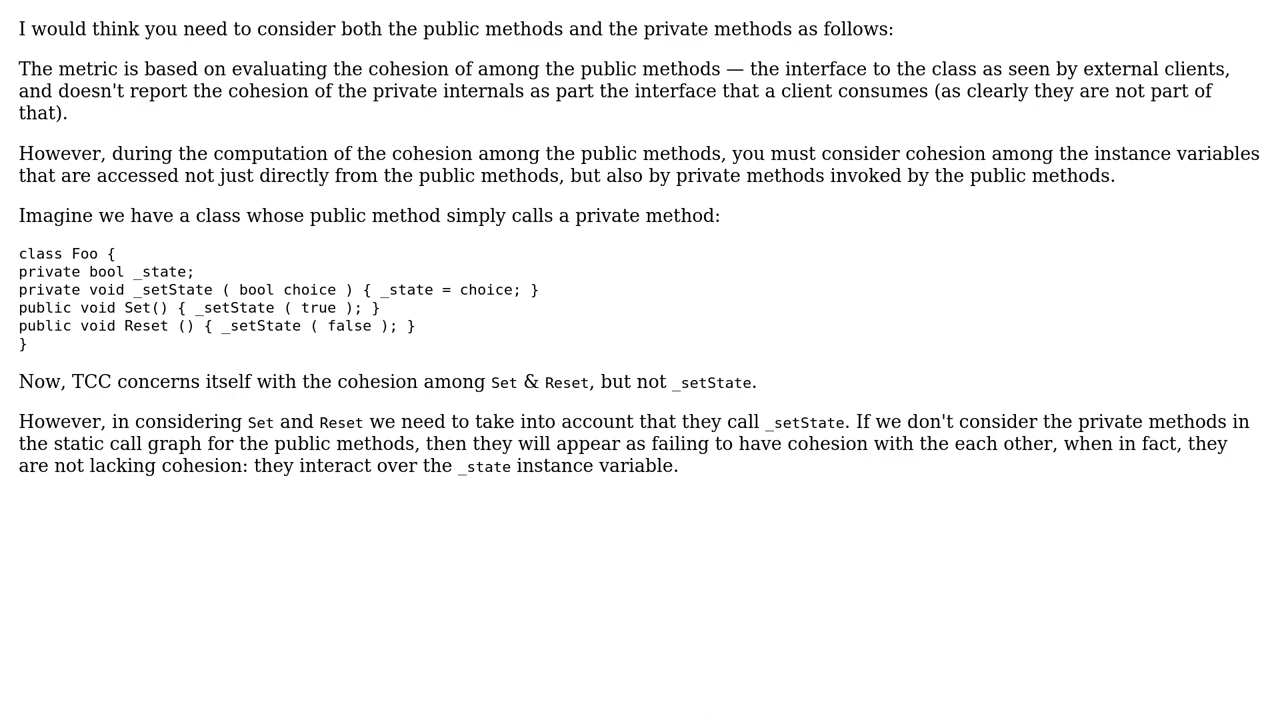 I would think you need to consider both the public methods and the private methods as follows:
The metric is based on evaluating the cohesion of among the public methods — the interface to the class as seen by external clients,
and doesn't report the cohesion of the private internals as part the interface that a client consumes (as clearly they are not part of
that).
However, during the computation of the cohesion among the public methods, you must consider cohesion among the instance variables
that are accessed not just directly from the public methods, but also by private methods invoked by the public methods.
Imagine we have a class whose public method simply calls a private method:
class Foo {
private bool _state;
private void _setState ( bool choice ) { _state = choice; }
public void Set() { _setState ( true ); }
public void Reset () { _setState ( false ); }
}
Now, TCC concerns itself with the cohesion among Set & Reset, but not _setState.
However, in considering Set and Reset we need to take into account that they call _setState. If we don't consider the private methods in
the static call graph for the public methods, then they will appear as failing to have cohesion with the each other, when in fact, they
are not lacking cohesion: they interact over the _state instance variable.